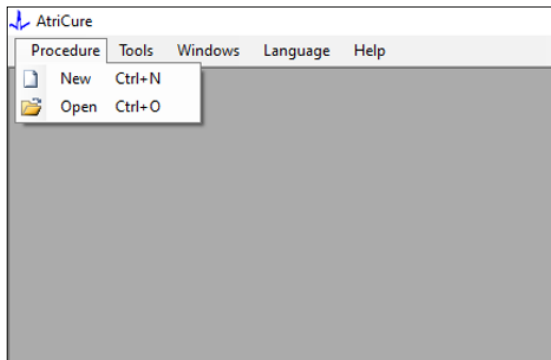 AtriCure
Procedure Tools Windows Language Help
New Ctrl+N
Open Ctrl+O